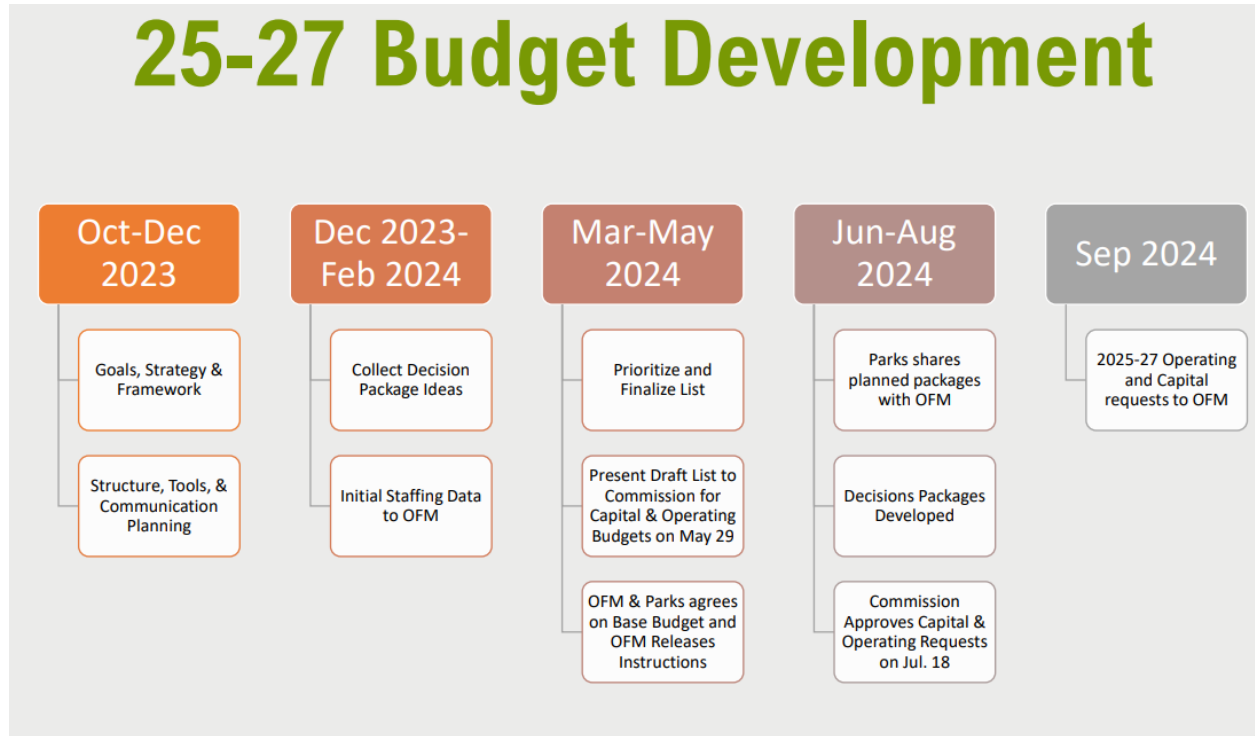 25-27 Budget Development
Oct-Dec
2023
Goals, Strategy &
Framework
Structure, Tools, &
Communication
Planning
Dec 2023-
Feb 2024
Collect Decision
Package Ideas
Initial Staffing Data
to OFM
Mar-May
2024
Prioritize and
Finalize List
Present Draft List to
Commission for
Capital & Operating
Budgets on May 29
OFM & Parks agrees
on Base Budget and
OFM Releases
Instructions
Jun-Aug
2024
Parks shares
planned packages
with OFM
Decisions Packages
Developed
Commission
Approves Capital &
Operating Requests
on Jul. 18
Sep 2024
2025-27 Operating
and Capital
requests to OFM